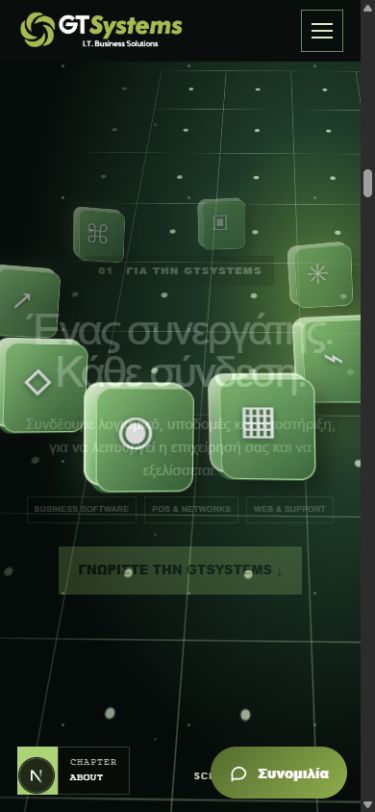 GTSystems
I.T. Business Solutions
01 ΓΙΑ ΤΗΝ GTSYSTEMS
Ένας συνεργάτης.
Κάθε σύνδεση.
Συνδέουμε λογισμικό, υποδομές και υποστήριξη,
για να λειτουργεί η επιχείρησή σας και να
εξελίσσεται.
BUSINESS SOFTWARE
POS & NETWORKS
WEB & SUPPORT
ΓΝΩΡΙΣΤΕ ΤΗΝ GTSYSTEMS ↓
N
CHAPTER
ABOUT
Συνομιλία